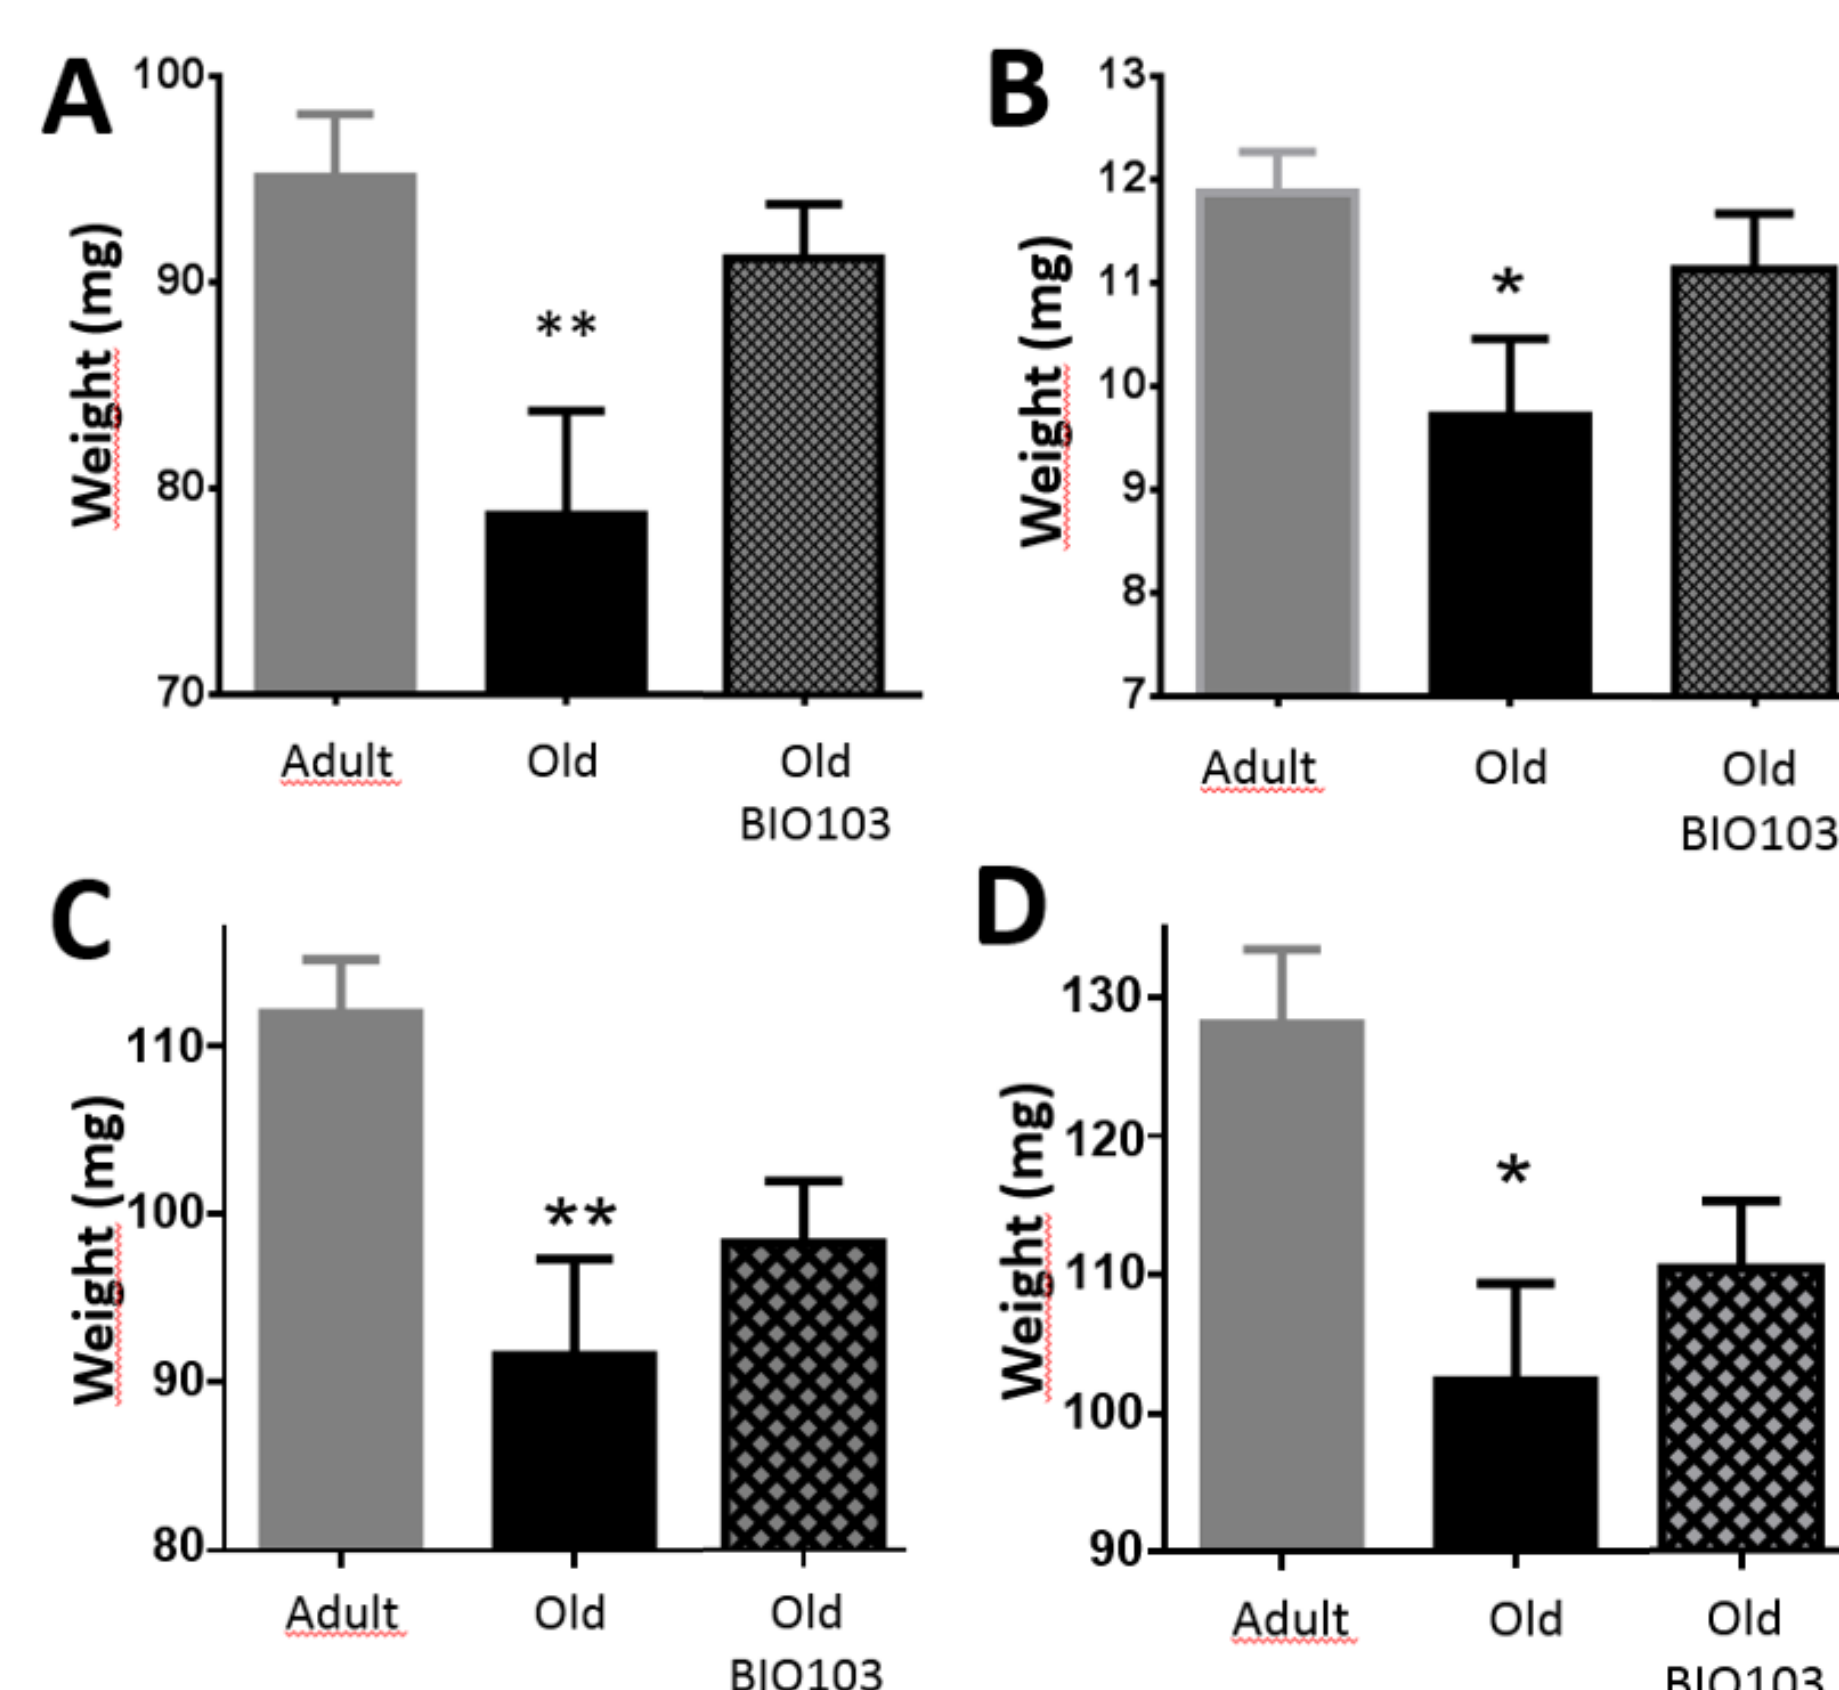 A
100
90
80
70
Weight (mg)
**
Adult
Old
Old
BIO103
B
13
12
11
10
9
8
7
Weight (mg)
*
Adult
Old
Old
BIO103
C
110
100
90
80
Weight (mg)
**
Adult
Old
Old
BIO103
D
130
120
110
100
90
Weight (mg)
*
Adult
Old
Old
BIO103